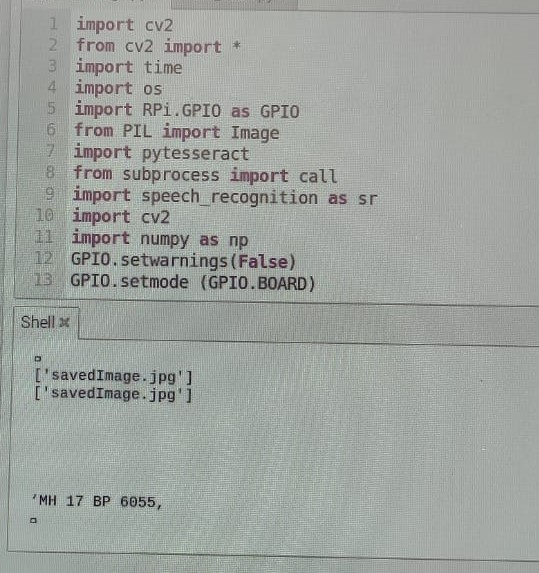 1 import cv2
2 from cv2 import *
3 import time
4 import os
5 import RPi.GPIO as GPIO
6 from PIL import Image
7 import pytesseract
8 from subprocess import call
9 import speech_recognition as sr
10 import cv2
11 import numpy as np
12 GPIO.setwarnings(False)
13 GPIO.setmode (GPIO.BOARD)
Shell ×
['savedImage.jpg']
['savedImage.jpg']
‘MH 17 BP 6055,